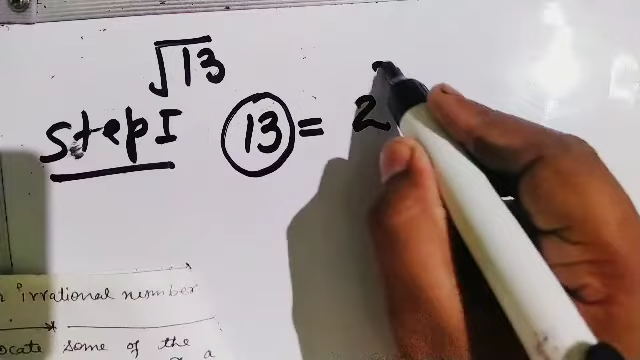 √13
Step I 13 = 2
irrational number
some of the
a